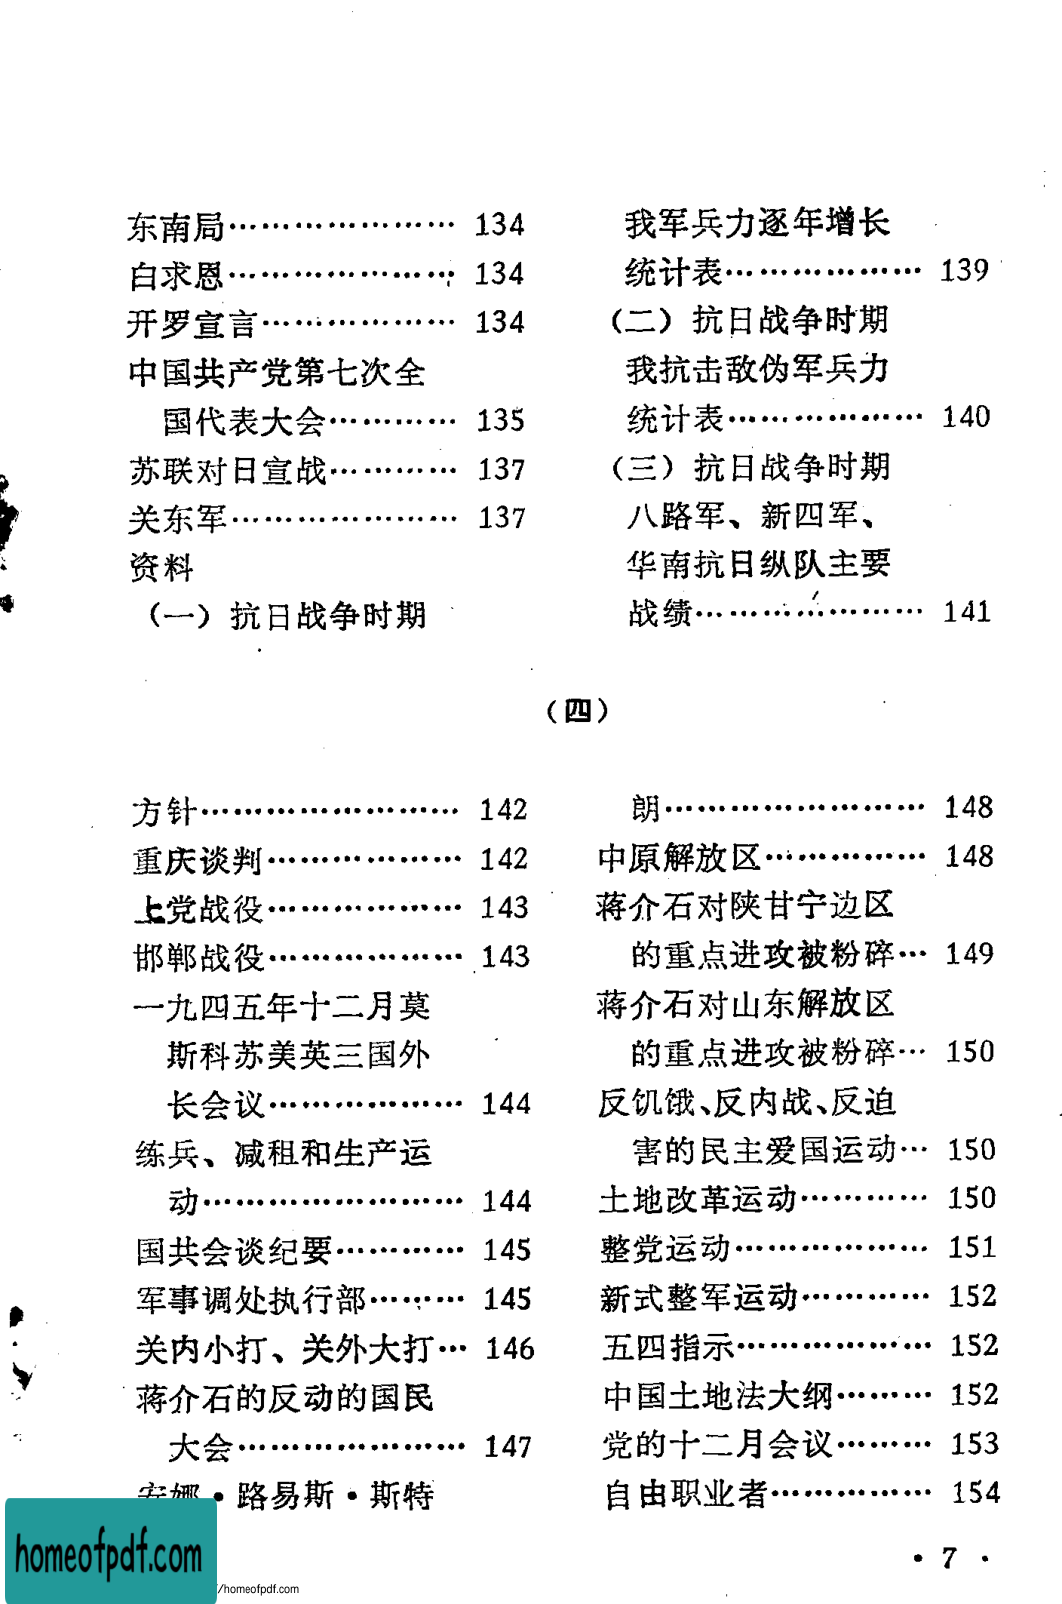 东南局………………… 134
白求恩………………… 134
开罗宣言……………… 134
中国共产党第七次全
国代表大会………… 135
苏联对日宣战………… 137
关东军………………… 137
资料
（一）抗日战争时期
我军兵力逐年增长
统计表……………… 139
（二）抗日战争时期
我抗击敌伪军兵力
统计表……………… 140
（三）抗日战争时期
八路军、新四军、
华南抗日纵队主要
战绩………………… 141
（四）
方针…………………… 142
重庆谈判……………… 142
上党战役……………… 143
邯郸战役……………… 143
一九四五年十二月莫
斯科苏美英三国外
长会议……………… 144
练兵、减租和生产运
动…………………… 144
国共会谈纪要………… 145
军事调处执行部……… 145
关内小打、关外大打… 146
蒋介石的反动的国民
大会………………… 147
安娜·路易斯·斯特
朗…………………… 148
中原解放区…………… 148
蒋介石对陕甘宁边区
的重点进攻被粉碎… 149
蒋介石对山东解放区
的重点进攻被粉碎… 150
反饥饿、反内战、反迫
害的民主爱国运动… 150
土地改革运动………… 150
整党运动……………… 151
新式整军运动………… 152
五四指示……………… 152
中国土地法大纲……… 152
党的十二月会议……… 153
自由职业者…………… 154
· 7 ·
homeofpdf.com
/homeofpdf.com